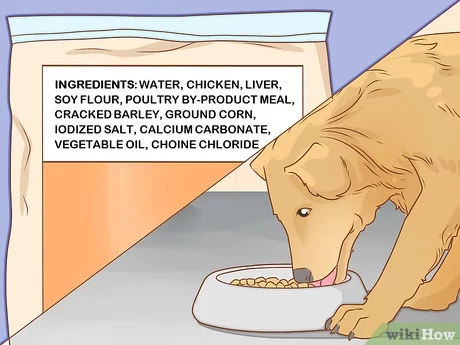 INGREDIENTS: WATER, CHICKEN, LIVER,
SOY FLOUR, POULTRY BY-PRODUCT MEAL,
CRACKED BARLEY, GROUND CORN,
IODIZED SALT, CALCIUM CARBONATE,
VEGETABLE OIL, CHOINE CHLORIDE
wikiHow